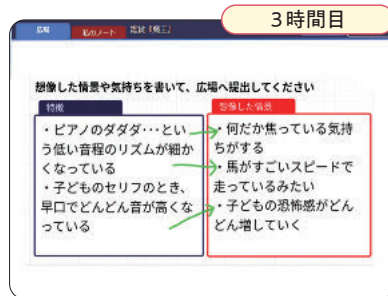 3時間目
広場
私のノート
鑑賞「魔王」
想像した情景や気持ちを書いて、広場へ提出してください
特徴
想像した情景
・ピアノのダダダ・・・とい
う低い音程のリズムが細か
くなっている
・子どものセリフのとき、
早口でどんどん音が高くな
っている
・何だか焦っている気持
ちがする
・馬がすごいスピードで
走っているみたい
・子どもの恐怖感がどん
どん増していく